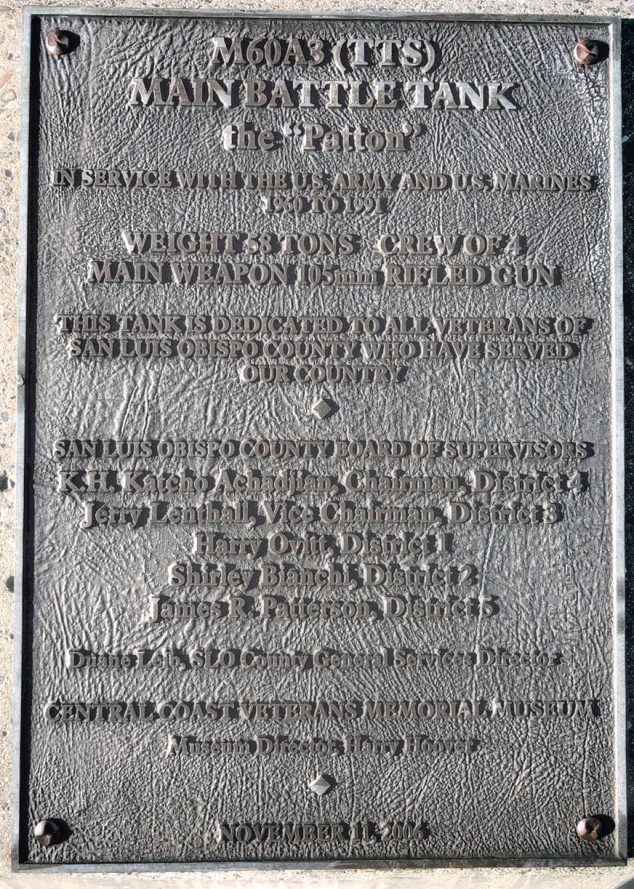 M60A3 (TTS)
MAIN BATTLE TANK
the "Patton"
IN SERVICE WITH THE U.S. ARMY AND U.S. MARINES
1960 TO 1991
WEIGHT 58 TONS CREW OF 4
MAIN WEAPON 105mm RIFLED GUN
THIS TANK IS DEDICATED TO ALL VETERANS OF
SAN LUIS OBISPO COUNTY WHO HAVE SERVED
OUR COUNTRY
SAN LUIS OBISPO COUNTY BOARD OF SUPERVISORS
K.H. Katcho Achadjian, Chairman, District 4
Jerry Lenthall, Vice Chairman, District 3
Harry Ovitt, District 1
Shirley Bianchi, District 2
James R. Patterson, District 5
Duane Leib, SLO County General Services Director
CENTRAL COAST VETERANS MEMORIAL MUSEUM
Museum Director, Harry Hoover
NOVEMBER 11, 2006